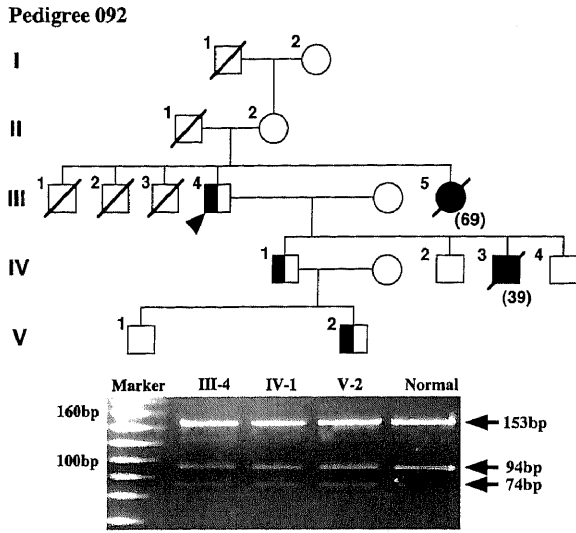 Pedigree 092
I
1
2
II
1
2
III
1
2
3
4
5
(69)
IV
1
2
3
4
(39)
V
1
2
Marker III-4 IV-1 V-2 Normal
160bp
153bp
100bp
94bp
74bp